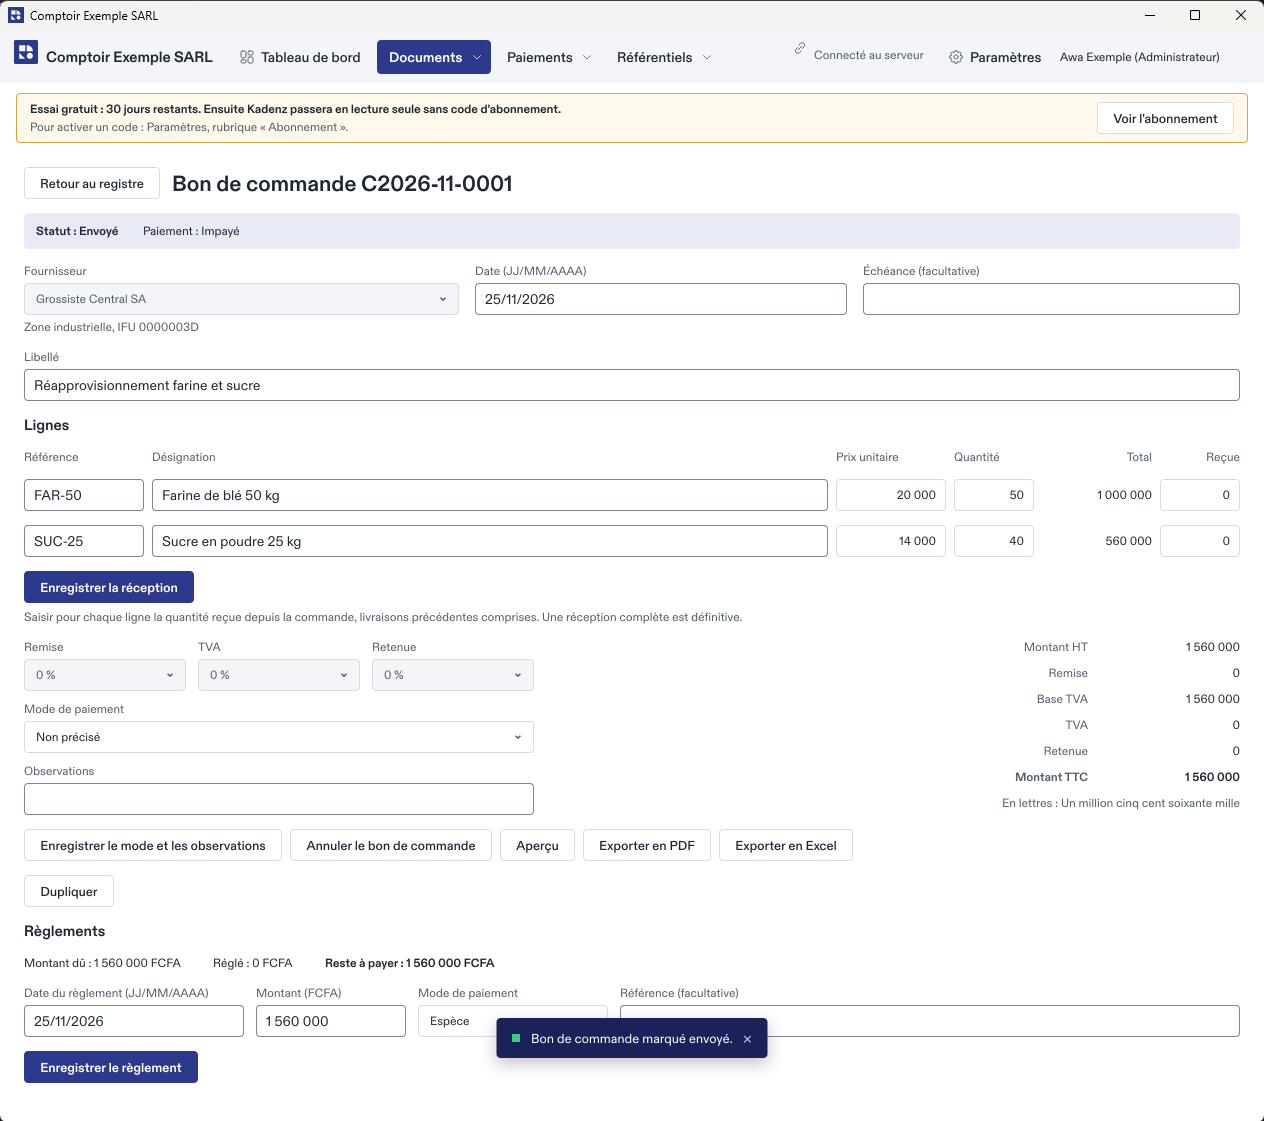 Comptoir Exemple SARL
Comptoir Exemple SARL
Tableau de bord
Documents
Paiements
Référentiels
Connecté au serveur
Paramètres
Awa Exemple (Administrateur)
Essai gratuit : 30 jours restants. Ensuite Kadenz passera en lecture seule sans code d'abonnement.
Pour activer un code : Paramètres, rubrique « Abonnement ».
Voir l'abonnement
Retour au registre
Bon de commande C2026-11-0001
Statut : Envoyé
Paiement : Impayé
Fournisseur
Date (JJ/MM/AAAA)
Échéance (facultative)
Grossiste Central SA
25/11/2026
Zone industrielle, IFU 0000003D
Libellé
Réapprovisionnement farine et sucre
Lignes
Référence
Désignation
Prix unitaire
Quantité
Total
Reçue
FAR-50
Farine de blé 50 kg
20 000
50
1 000 000
0
SUC-25
Sucre en poudre 25 kg
14 000
40
560 000
0
Enregistrer la réception
Saisir pour chaque ligne la quantité reçue depuis la commande, livraisons précédentes comprises. Une réception complète est définitive.
Remise
TVA
Retenue
0 %
0 %
0 %
Mode de paiement
Non précisé
Observations
Montant HT
1 560 000
Remise
0
Base TVA
1 560 000
TVA
0
Retenue
0
Montant TTC
1 560 000
En lettres : Un million cinq cent soixante mille
Enregistrer le mode et les observations
Annuler le bon de commande
Aperçu
Exporter en PDF
Exporter en Excel
Dupliquer
Règlements
Montant dû : 1 560 000 FCFA
Réglé : 0 FCFA
Reste à payer : 1 560 000 FCFA
Date du règlement (JJ/MM/AAAA)
Montant (FCFA)
Mode de paiement
Référence (facultative)
25/11/2026
1 560 000
Espèce
Bon de commande marqué envoyé.
Enregistrer le règlement